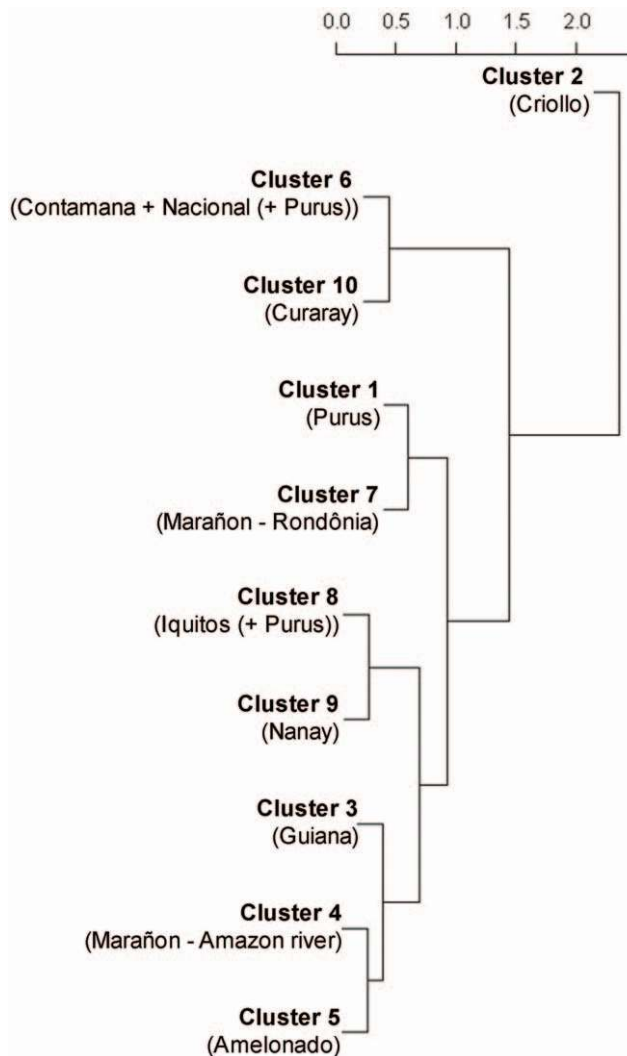 0.0 0.5 1.0 1.5 2.0
Cluster 2
(Criollo)
Cluster 6
(Contamana + Nacional (+ Purus))
Cluster 10
(Curaray)
Cluster 1
(Purus)
Cluster 7
(Marañon - Rondônia)
Cluster 8
(Iquitos (+ Purus))
Cluster 9
(Nanay)
Cluster 3
(Guiana)
Cluster 4
(Marañon - Amazon river)
Cluster 5
(Amelonado)